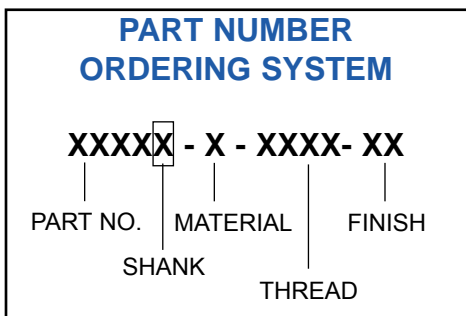 PART NUMBER
ORDERING SYSTEM
XXXXX - X - XXXX- XX
PART NO. MATERIAL FINISH
SHANK
THREAD